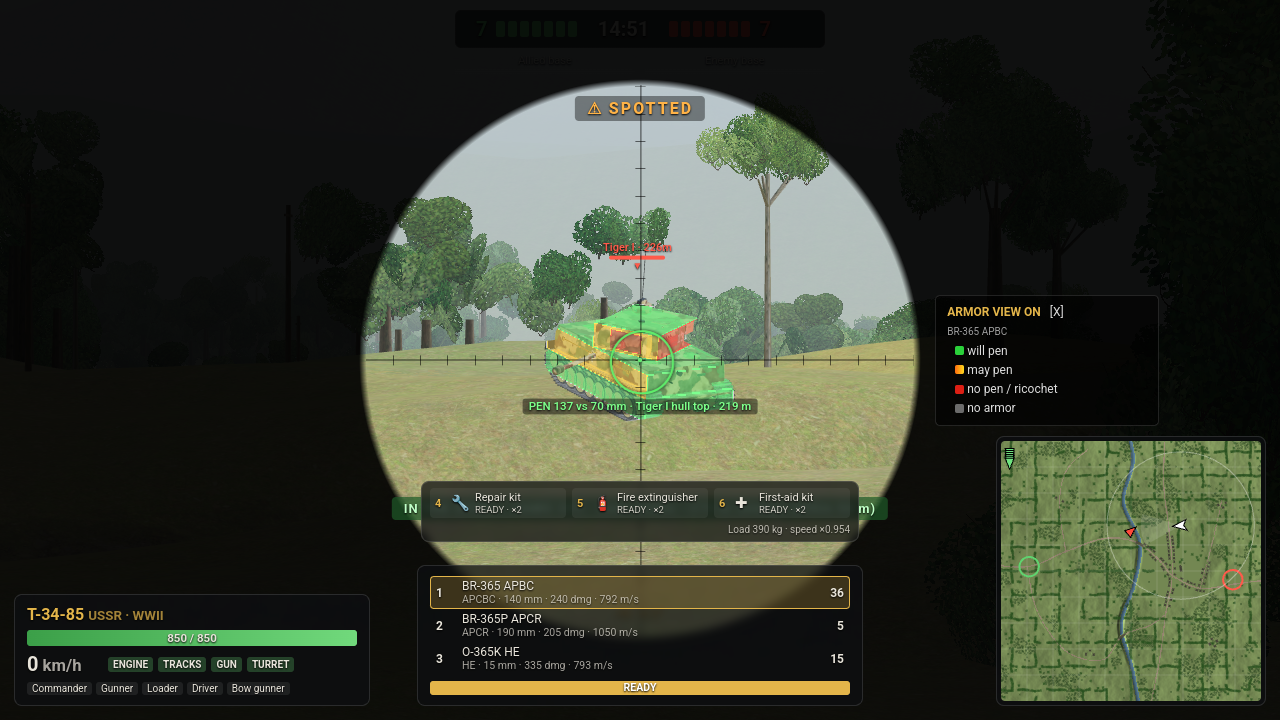 7 14:51 7
⚠ SPOTTED
Tiger I · 226m
ARMOR VIEW ON [X]
BR-365 APBC
will pen
may pen
no pen / ricochet
no armor
PEN 137 vs 70 mm · Tiger I hull top · 219 m
IN
m)
4 Repair kit
READY · ×2
5 Fire extinguisher
READY · ×2
6 First-aid kit
READY · ×2
Load 390 kg · speed ×0.954
1 BR-365 APBC 36
APCBC · 140 mm · 240 dmg · 792 m/s
2 BR-365P APCR 5
APCR · 190 mm · 205 dmg · 1050 m/s
3 O-365K HE 15
HE · 15 mm · 335 dmg · 793 m/s
READY
T-34-85 USSR · WWII
850 / 850
0 km/h ENGINE TRACKS GUN TURRET
Commander Gunner Loader Driver Bow gunner